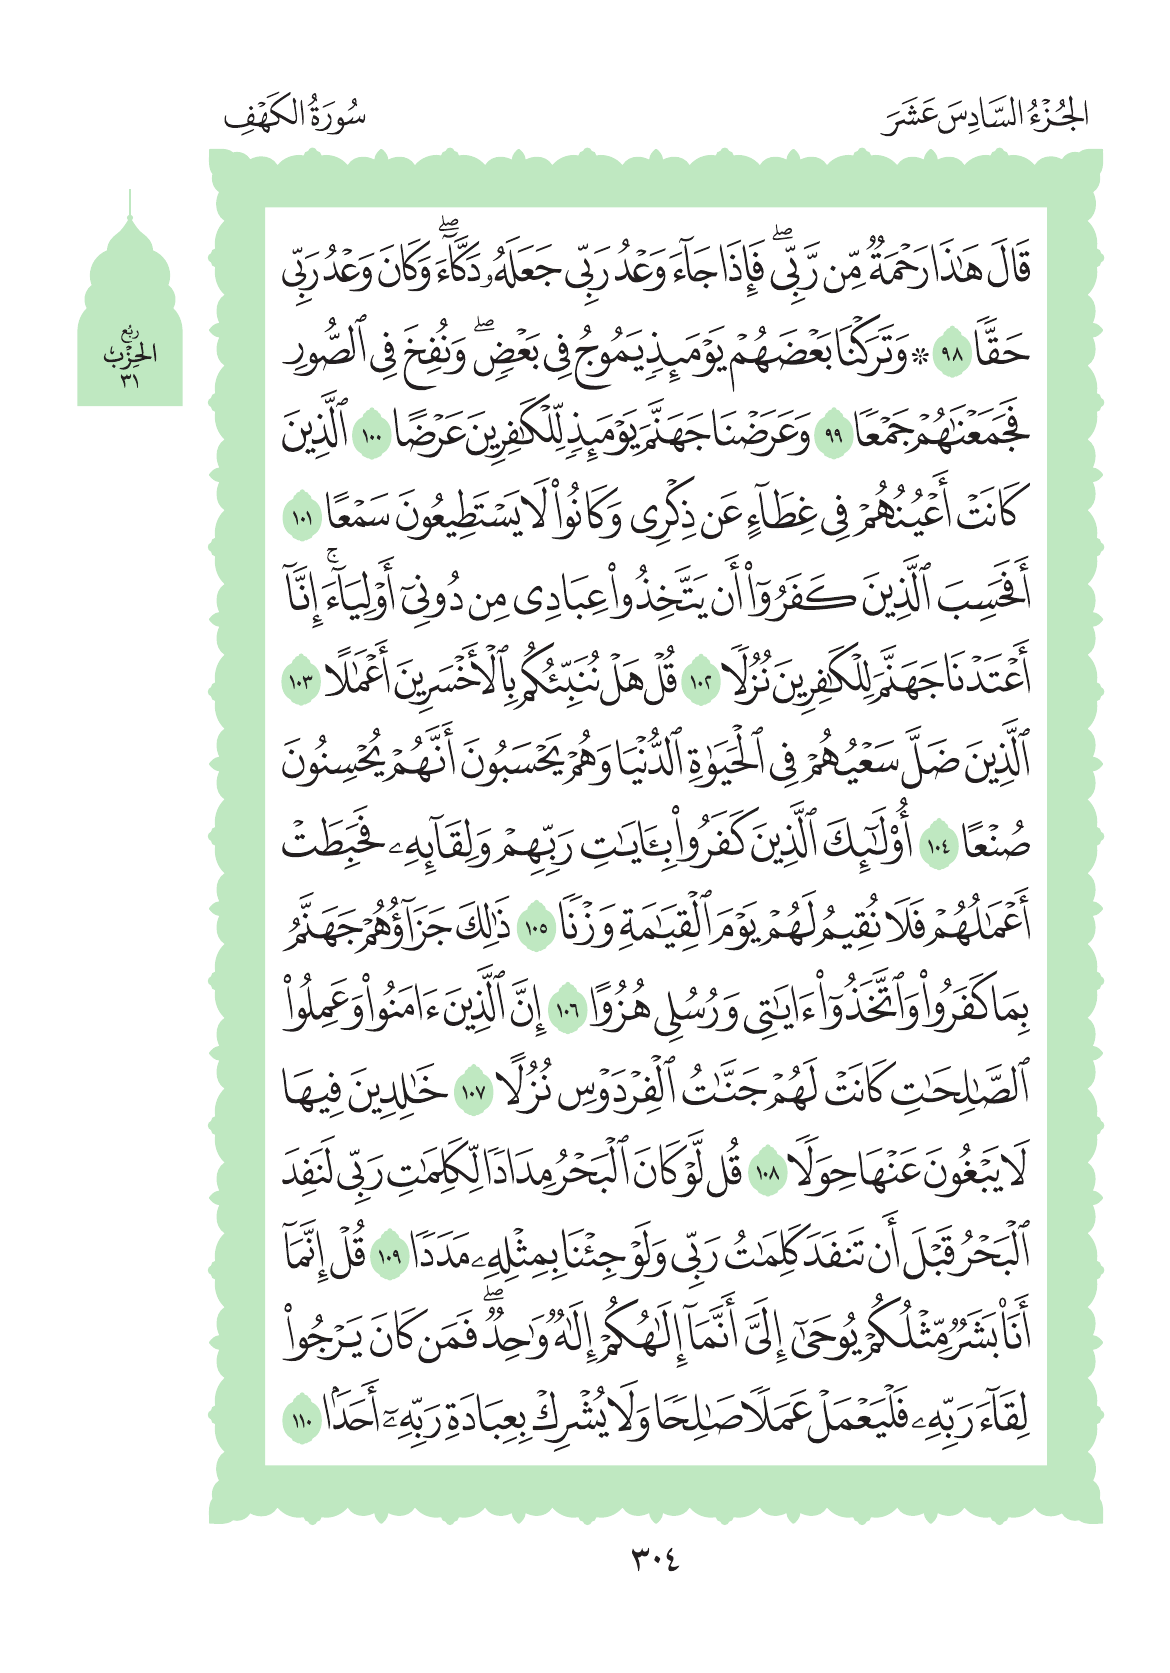 الجُزْءُ السَّادِسَ عَشَرَ
سُورَةُ الكَهْفِ
قَالَ هَٰذَا رَحْمَةٞ مِّن رَّبِّيۖ فَإِذَا جَآءَ وَعْدُ رَبِّي جَعَلَهُۥ دَكَّآءَۖ وَكَانَ وَعْدُ رَبِّي
حَقّٗا ٩٨ ۞ وَتَرَكْنَا بَعْضَهُمْ يَوْمَئِذٖ يَمُوجُ فِي بَعْضٖۖ وَنُفِخَ فِي ٱلصُّورِ
فَجَمَعْنَٰهُمْ جَمْعٗا ٩٩ وَعَرَضْنَا جَهَنَّمَ يَوْمَئِذٖ لِّلْكَٰفِرِينَ عَرْضًا ١٠٠ ٱلَّذِينَ
كَانَتْ أَعْيُنُهُمْ فِي غِطَآءٍ عَن ذِكْرِي وَكَانُوا۟ لَا يَسْتَطِيعُونَ سَمْعًا ١٠١
أَفَحَسِبَ ٱلَّذِينَ كَفَرُوٓا۟ أَن يَتَّخِذُوا۟ عِبَادِي مِن دُونِيٓ أَوْلِيَآءَۚ إِنَّآ
أَعْتَدْنَا جَهَنَّمَ لِلْكَٰفِرِينَ نُزُلٗا ١٠٢ قُلْ هَلْ نُنَبِّئُكُم بِٱلْأَخْسَرِينَ أَعْمَٰلًا ١٠٣
ٱلَّذِينَ ضَلَّ سَعْيُهُمْ فِي ٱلْحَيَوٰةِ ٱلدُّنْيَا وَهُمْ يَحْسَبُونَ أَنَّهُمْ يُحْسِنُونَ
صُنْعًا ١٠٤ أُو۟لَٰٓئِكَ ٱلَّذِينَ كَفَرُوا۟ بِـَٔايَٰتِ رَبِّهِمْ وَلِقَآئِهِۦ فَحَبِطَتْ
أَعْمَٰلُهُمْ فَلَا نُقِيمُ لَهُمْ يَوْمَ ٱلْقِيَٰمَةِ وَزْنٗا ١٠٥ ذَٰلِكَ جَزَآؤُهُمْ جَهَنَّمُ
بِمَا كَفَرُوا۟ وَٱتَّخَذُوٓا۟ ءَايَٰتِي وَرُسُلِي هُزُوًا ١٠٦ إِنَّ ٱلَّذِينَ ءَامَنُوا۟ وَعَمِلُوا۟
ٱلصَّٰلِحَٰتِ كَانَتْ لَهُمْ جَنَّٰتُ ٱلْفِرْدَوْسِ نُزُلًا ١٠٧ خَٰلِدِينَ فِيهَا
لَا يَبْغُونَ عَنْهَا حِوَلٗا ١٠٨ قُل لَّوْ كَانَ ٱلْبَحْرُ مِدَادٗا لِّكَلِمَٰتِ رَبِّي لَنَفِدَ
ٱلْبَحْرُ قَبْلَ أَن تَنفَدَ كَلِمَٰتُ رَبِّي وَلَوْ جِئْنَا بِمِثْلِهِۦ مَدَدٗا ١٠٩ قُلْ إِنَّمَآ
أَنَا۠ بَشَرٞ مِّثْلُكُمْ يُوحَىٰٓ إِلَيَّ أَنَّمَآ إِلَٰهُكُمْ إِلَٰهٞ وَٰحِدٞۖ فَمَن كَانَ يَرْجُوا۟
لِقَآءَ رَبِّهِۦ فَلْيَعْمَلْ عَمَلٗا صَٰلِحٗا وَلَا يُشْرِكْ بِعِبَادَةِ رَبِّهِۦٓ أَحَدَۢا ١١٠
ربع
الحِزْب
٣١
٣٠٤